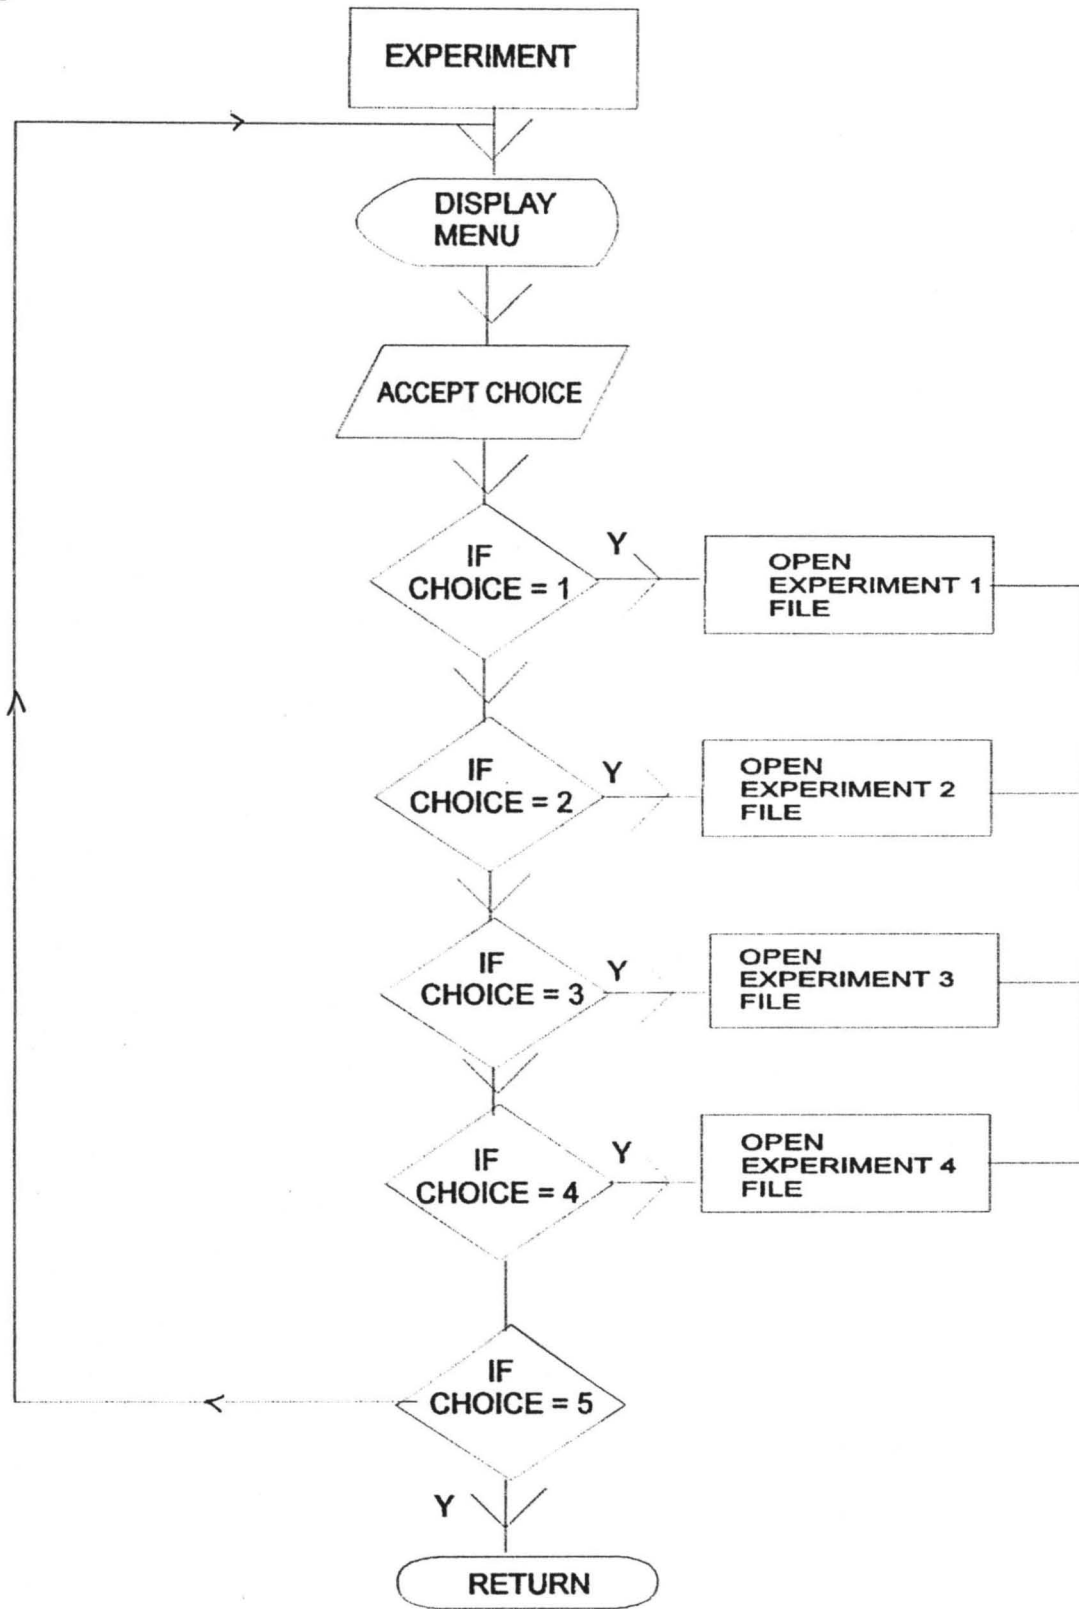 EXPERIMENT
DISPLAY
MENU
ACCEPT CHOICE
IF
CHOICE = 1
Y
OPEN
EXPERIMENT 1
FILE
IF
CHOICE = 2
Y
OPEN
EXPERIMENT 2
FILE
IF
CHOICE = 3
Y
OPEN
EXPERIMENT 3
FILE
IF
CHOICE = 4
Y
OPEN
EXPERIMENT 4
FILE
IF
CHOICE = 5
Y
RETURN